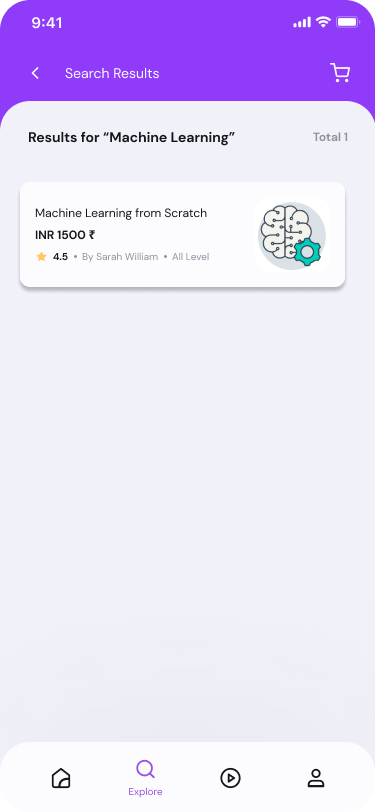 9:41
Search Results
Results for “Machine Learning”
Total 1
Machine Learning from Scratch
INR 1500 ₹
4.5 • By Sarah William • All Level
Explore